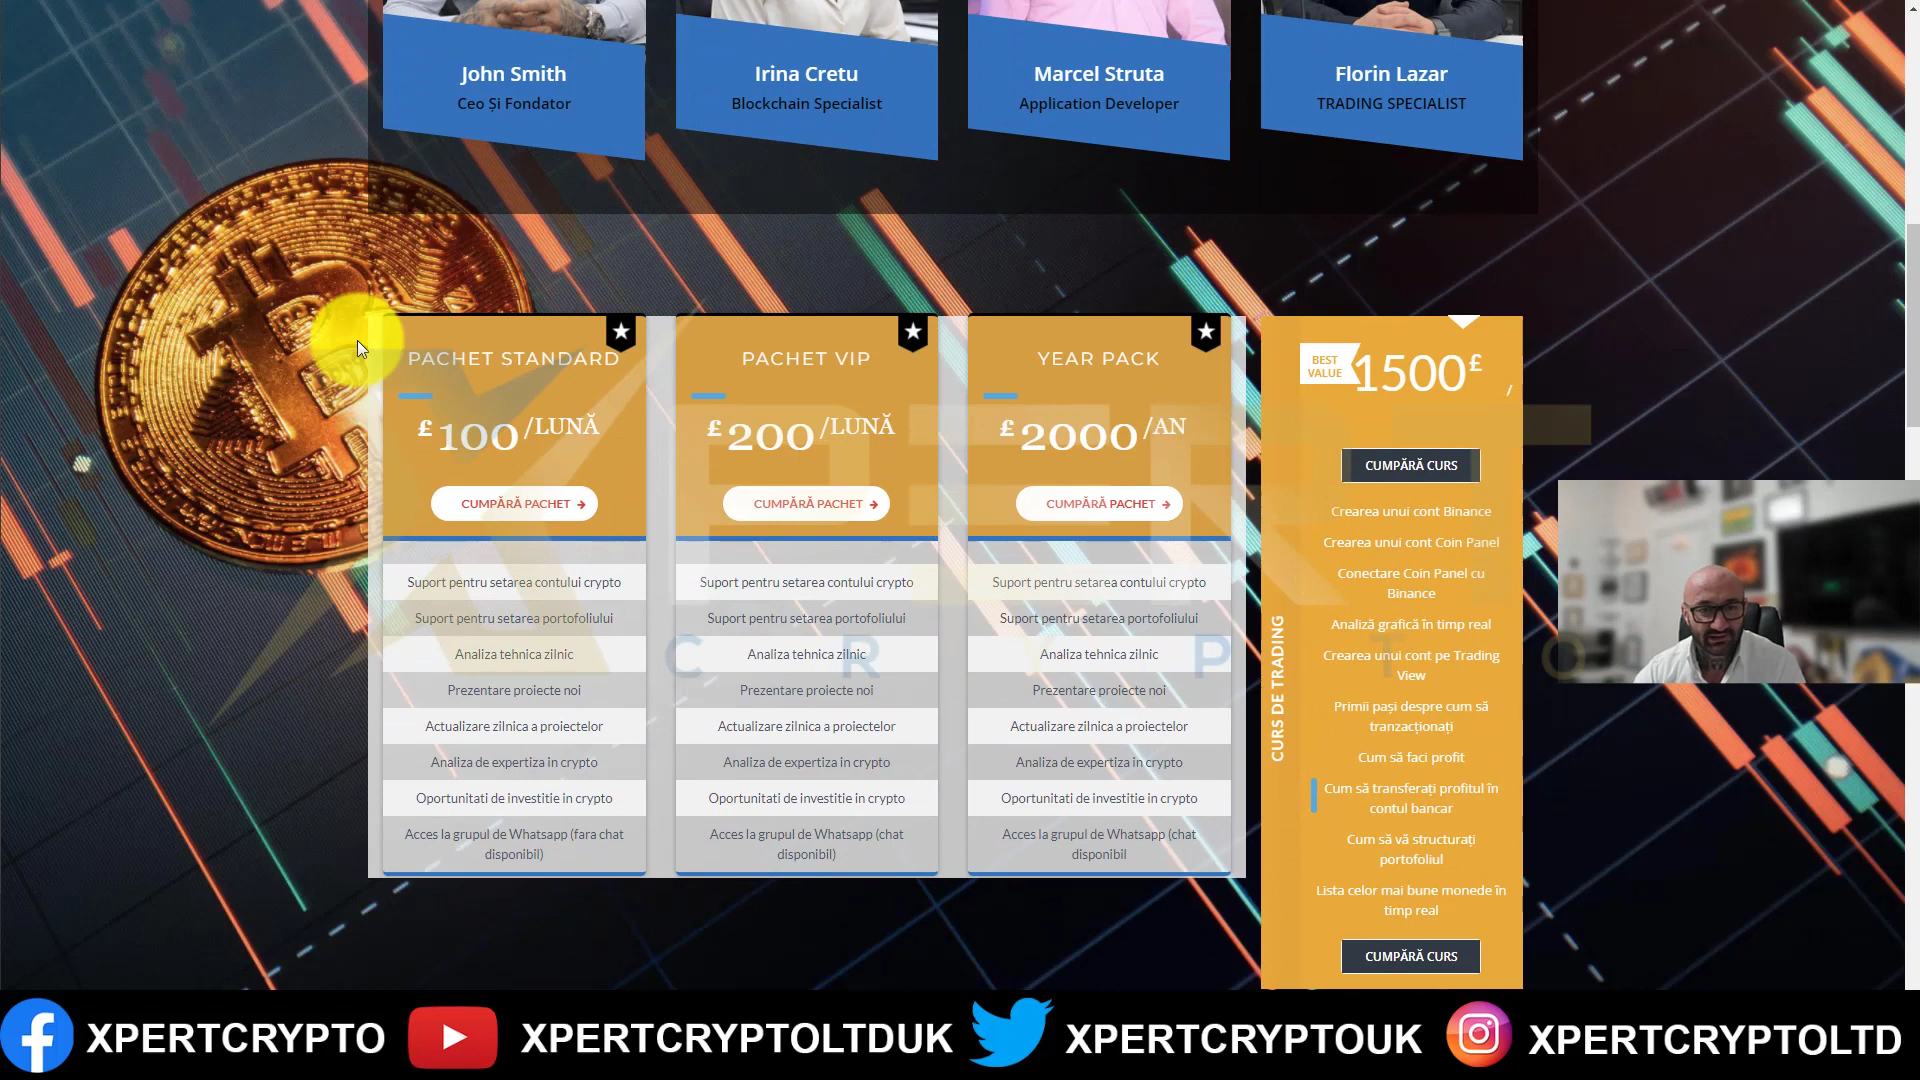 John Smith
Ceo Și Fondator
Irina Cretu
Blockchain Specialist
Marcel Struta
Application Developer
Florin Lazar
TRADING SPECIALIST
PACHET STANDARD
£ 100 /LUNĂ
CUMPĂRĂ PACHET
Suport pentru setarea contului crypto
Suport pentru setarea portofoliului
Analiza tehnica zilnic
Prezentare proiecte noi
Actualizare zilnica a proiectelor
Analiza de expertiza in crypto
Oportunitati de investitie in crypto
Acces la grupul de Whatsapp (fara chat
disponibil)
PACHET VIP
£ 200 /LUNĂ
CUMPĂRĂ PACHET
Suport pentru setarea contului crypto
Suport pentru setarea portofoliului
Analiza tehnica zilnic
Prezentare proiecte noi
Actualizare zilnica a proiectelor
Analiza de expertiza in crypto
Oportunitati de investitie in crypto
Acces la grupul de Whatsapp (chat
disponibil)
YEAR PACK
£ 2000 /AN
CUMPĂRĂ PACHET
Suport pentru setarea contului crypto
Suport pentru setarea portofoliului
Analiza tehnica zilnic
Prezentare proiecte noi
Actualizare zilnica a proiectelor
Analiza de expertiza in crypto
Oportunitati de investitie in crypto
Acces la grupul de Whatsapp (chat
disponibil
CURS DE TRADING
BEST
VALUE
1500£
/
CUMPĂRĂ CURS
Crearea unui cont Binance
Crearea unui cont Coin Panel
Conectare Coin Panel cu
Binance
Analiză grafică în timp real
Crearea unui cont pe Trading
View
Primii pași despre cum să
tranzacționați
Cum să faci profit
Cum să transferați profitul în
contul bancar
Cum să vă structurați
portofoliul
Lista celor mai bune monede în
timp real
CUMPĂRĂ CURS
XPERT
CRYPTO
XPERTCRYPTO
XPERTCRYPTOLTDUK
XPERTCRYPTOUK
XPERTCRYPTOLTD